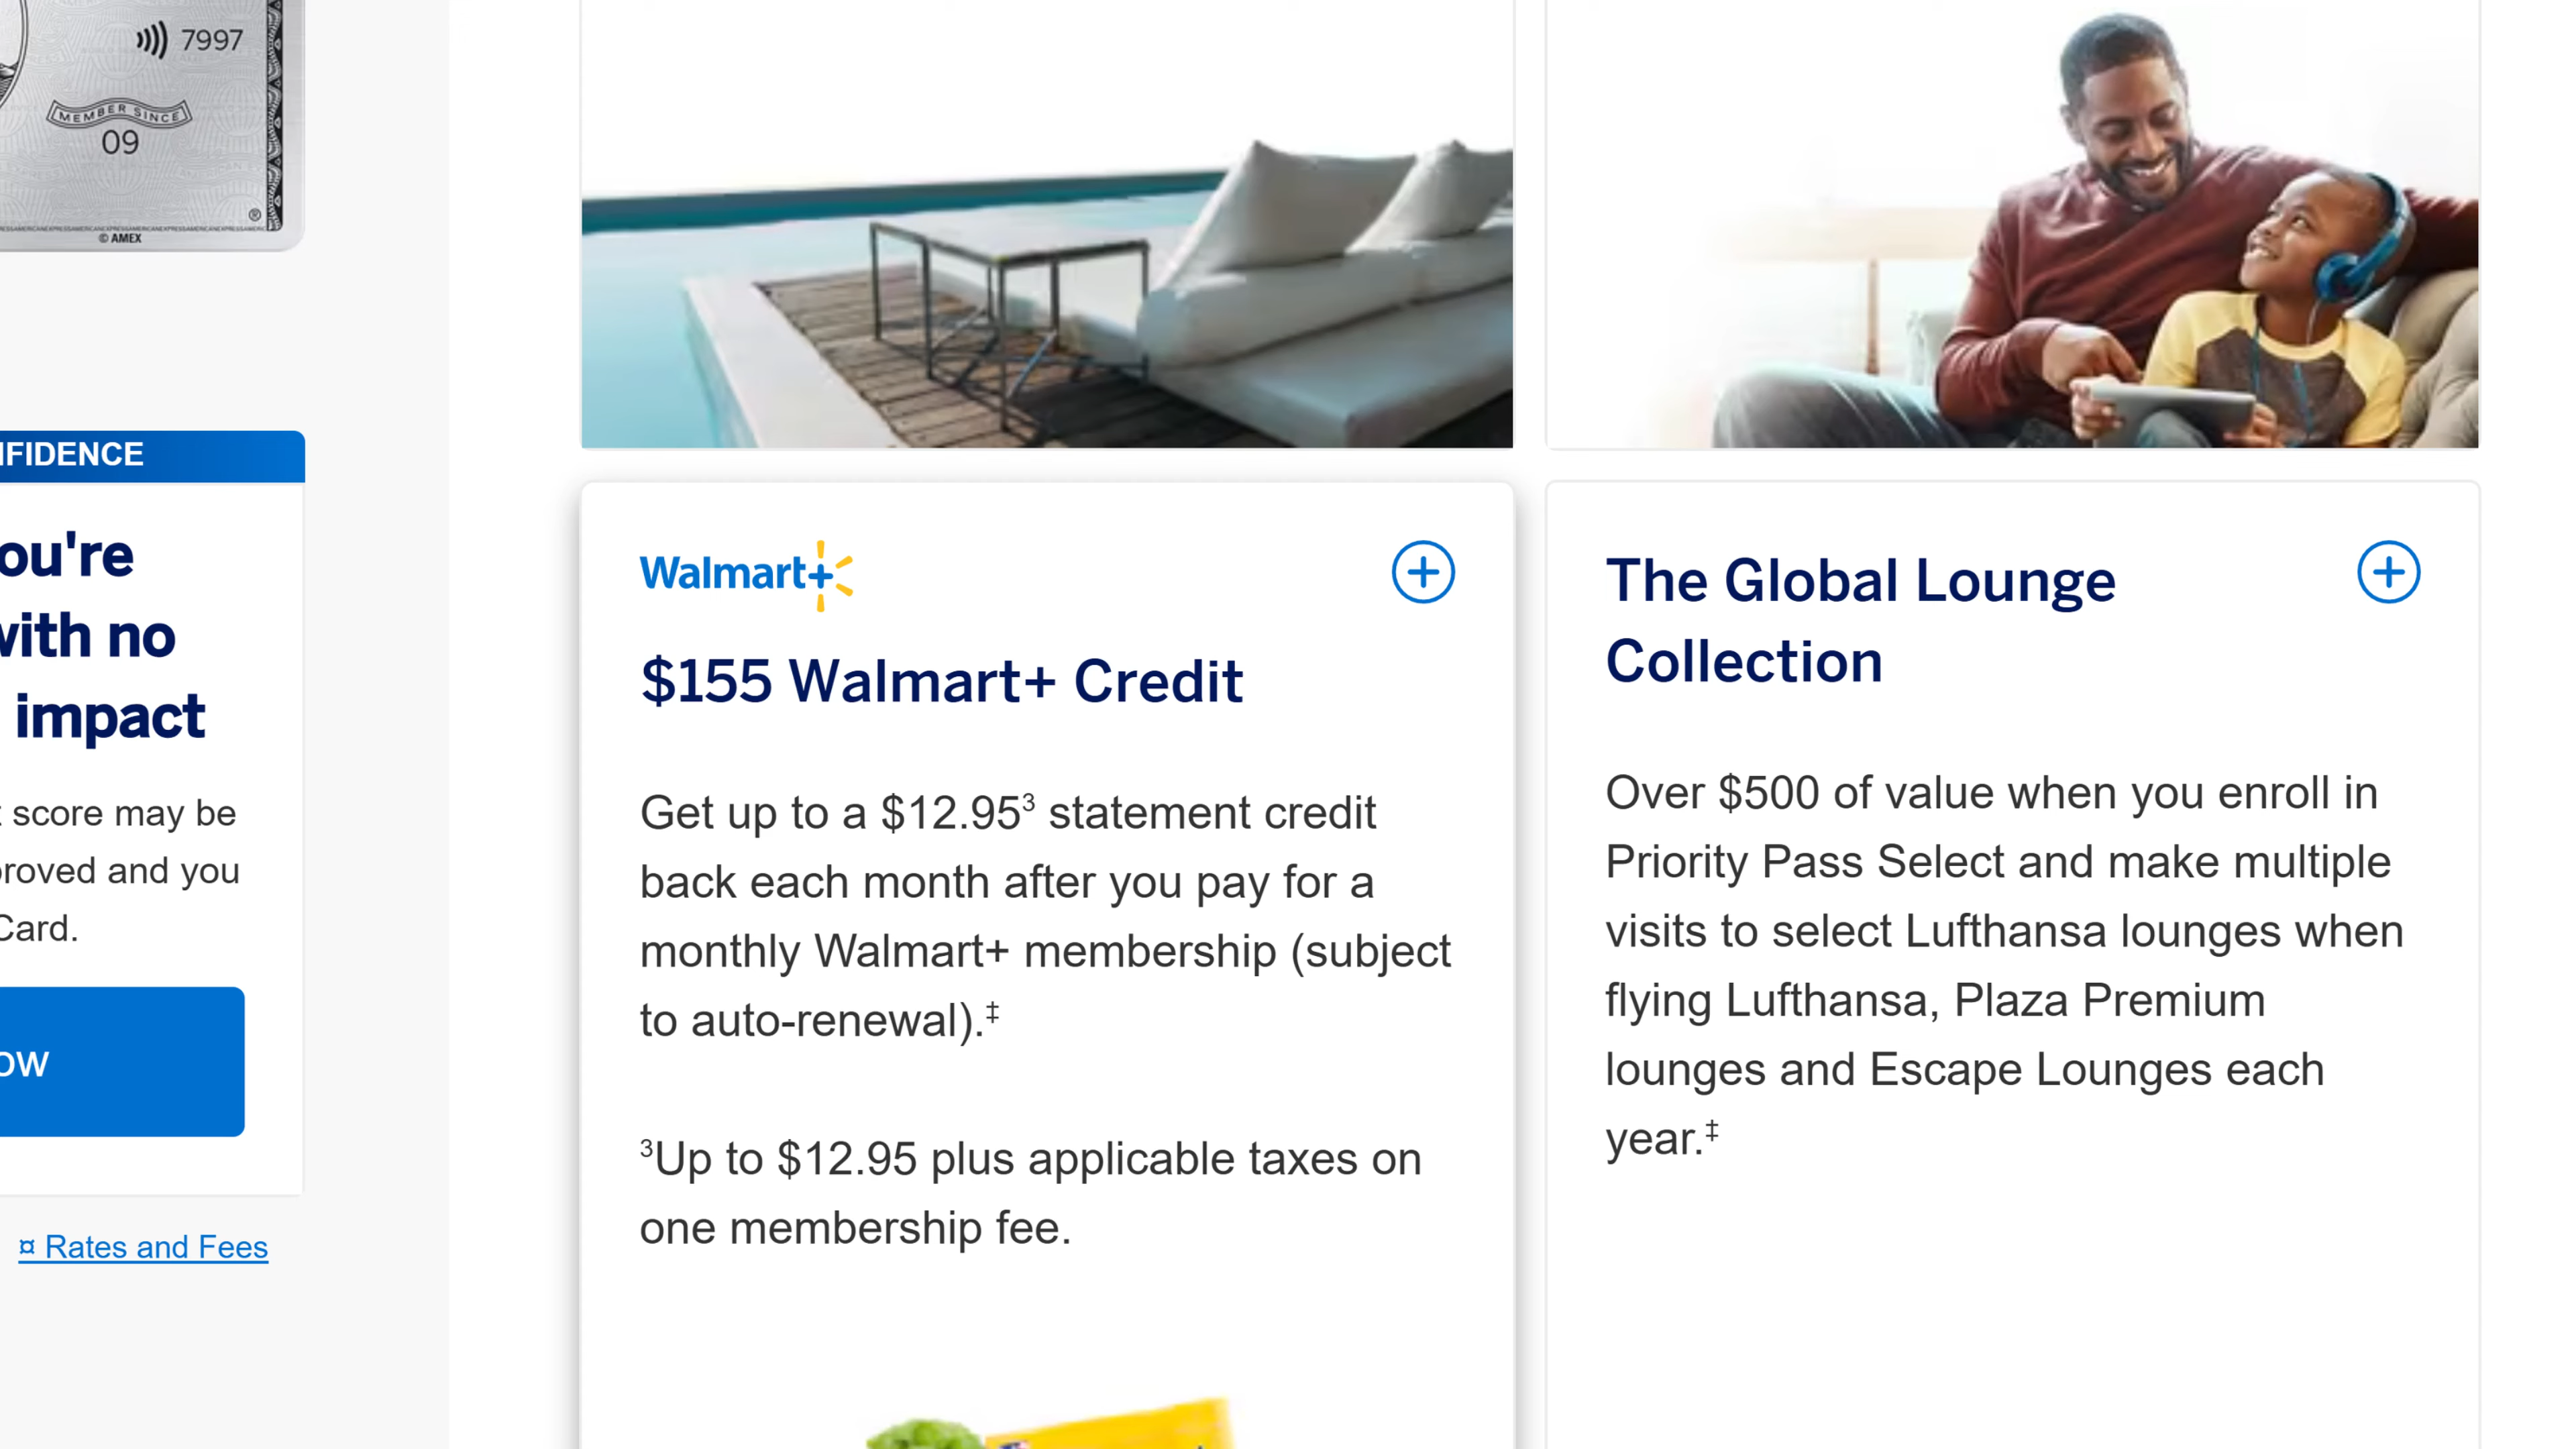 7997
MEMBER SINCE
09
®
© AMEX
NFIDENCE
ou're
with no
impact
score may be
proved and you
Card.
ow
¤ Rates and Fees
Walmart+
$155 Walmart+ Credit
Get up to a $12.95³ statement credit
back each month after you pay for a
monthly Walmart+ membership (subject
to auto-renewal).‡
³Up to $12.95 plus applicable taxes on
one membership fee.
The Global Lounge
Collection
Over $500 of value when you enroll in
Priority Pass Select and make multiple
visits to select Lufthansa lounges when
flying Lufthansa, Plaza Premium
lounges and Escape Lounges each
year.‡